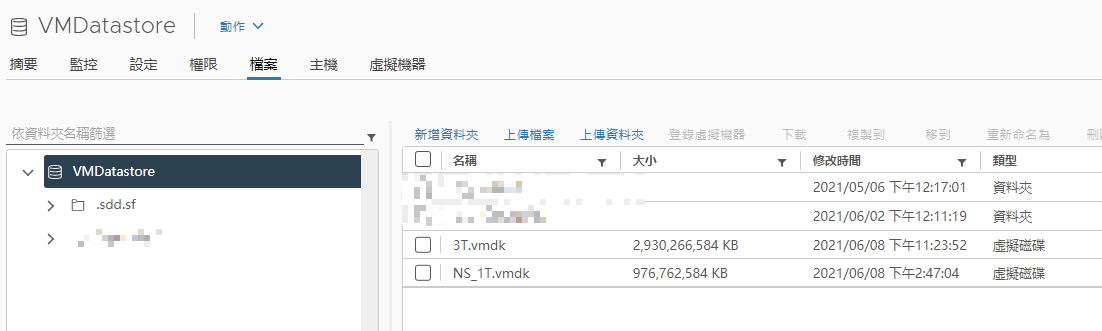 VMDatastore 動作
摘要 監控 設定 權限 檔案 主機 虛擬機器
依資料夾名稱篩選
VMDatastore
.sdd.sf
新增資料夾 上傳檔案 上傳資料夾 登錄虛擬機器 下載 複製到 移到 重新命名為
名稱 大小 修改時間 類型
2021/05/06 下午12:17:01 資料夾
2021/06/02 下午12:11:19 資料夾
3T.vmdk 2,930,266,584 KB 2021/06/08 下午11:23:52 虛擬磁碟
NS_1T.vmdk 976,762,584 KB 2021/06/08 下午2:47:04 虛擬磁碟